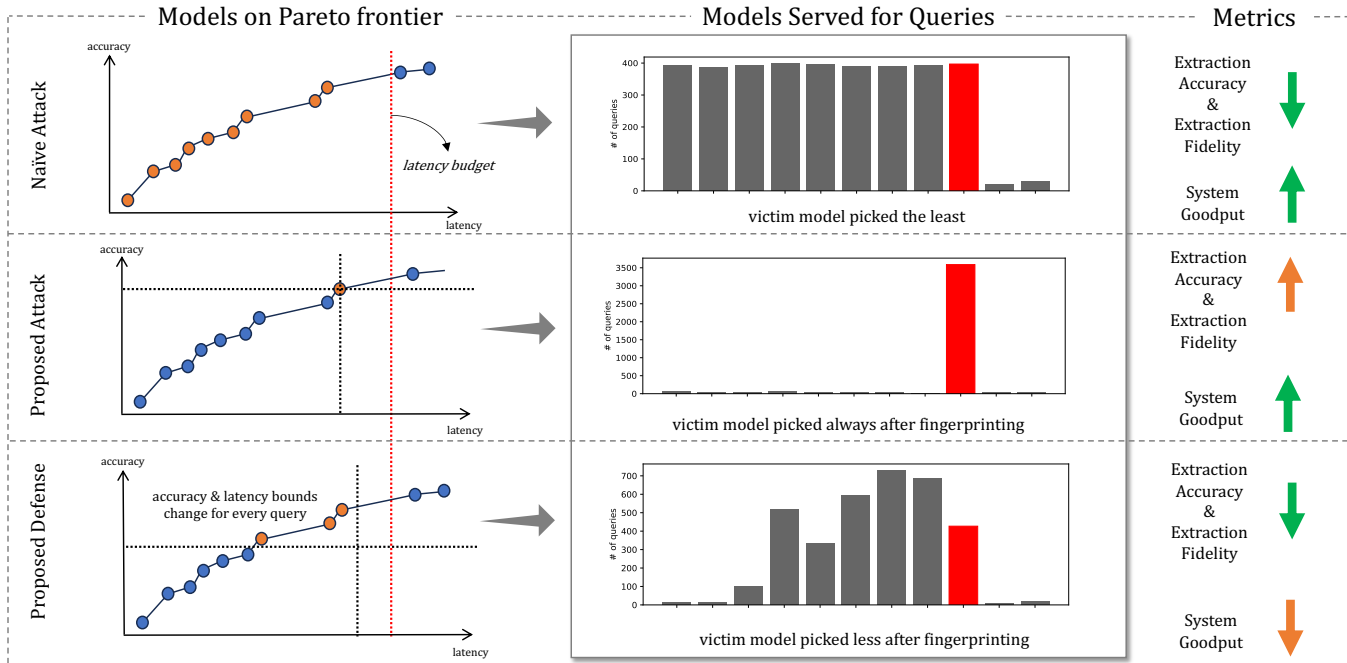 Models on Pareto frontier
Models Served for Queries
Metrics
Naïve Attack
accuracy
latency budget
latency
# of queries
400
300
200
100
0
victim model picked the least
Extraction
Accuracy
&
Extraction
Fidelity
System
Goodput
Proposed Attack
accuracy
latency
# of queries
3500
3000
2500
2000
1500
1000
500
0
victim model picked always after fingerprinting
Extraction
Accuracy
&
Extraction
Fidelity
System
Goodput
Proposed Defense
accuracy
accuracy & latency bounds
change for every query
latency
# of queries
700
600
500
400
300
200
100
0
victim model picked less after fingerprinting
Extraction
Accuracy
&
Extraction
Fidelity
System
Goodput